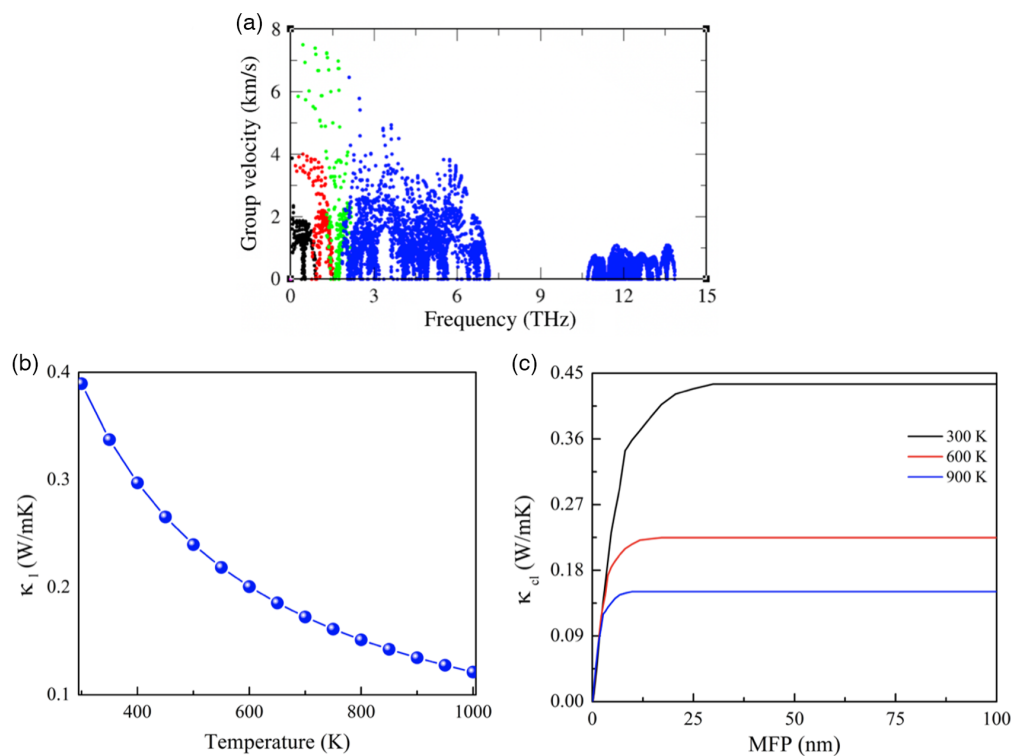 (a)
8
6
4
2
0
Group velocity (km/s)
0 3 6 9 12 15
Frequency (THz)
(b)
0.4
0.3
0.2
0.1
κ l (W/mK)
400 600 800 1000
Temperature (K)
(c)
0.45
0.36
0.27
0.18
0.09
0.00
κ cl (W/mK)
300 K
600 K
900 K
0 25 50 75 100
MFP (nm)